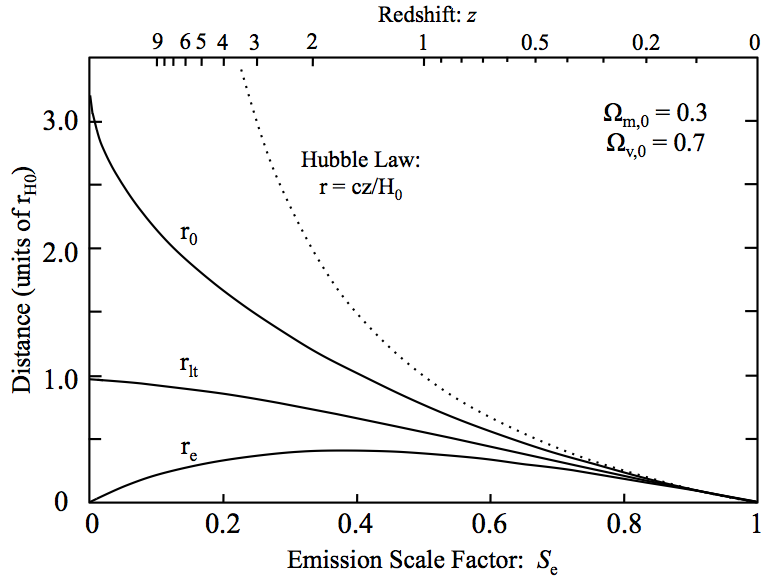 Redshift: z
9 6 5 4 3 2 1 0.5 0.2 0
Ω_m,0 = 0.3
Ω_v,0 = 0.7
Hubble Law:
r = cz/H_0
3.0
2.0
1.0
0
Distance (units of r_H0)
r_0
r_lt
r_e
0 0.2 0.4 0.6 0.8 1
Emission Scale Factor: S_e